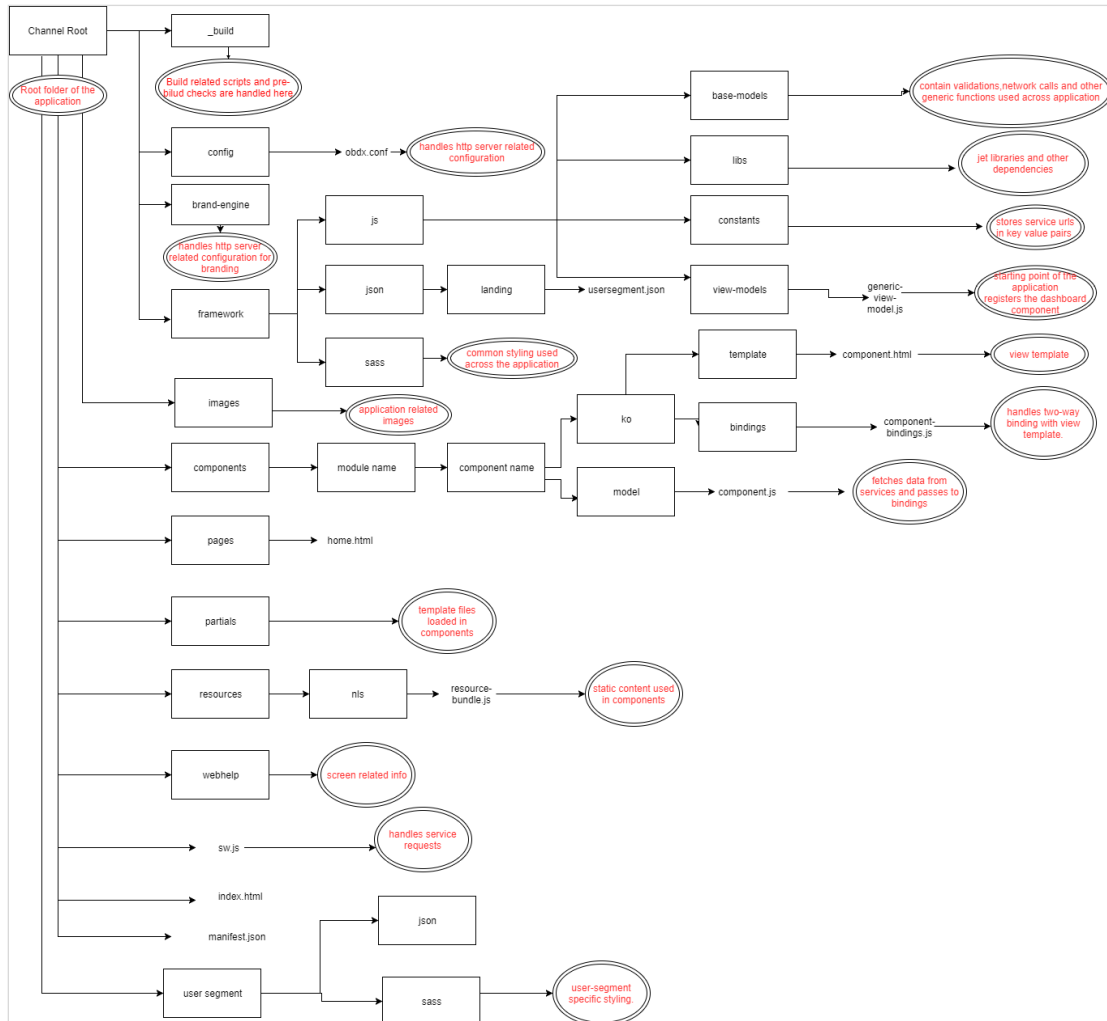 Channel Root
_build
Root folder of the
application
Build related scripts and pre-
bilud checks are handled here
base-models
contain validations,network calls and other
generic functions used across application
config
obdx.conf
handles http server related
configuration
libs
jet libraries and other
dependencies
brand-engine
js
constants
stores service urls
in key value pairs
handles http server
related configuration for
branding
json
landing
usersegment.json
view-models
generic-
view-
model.js
starting point of the
application
registers the dashboard
component
framework
sass
common styling used
across the application
template
component.html
view template
images
application related
images
ko
bindings
component-
bindings.js
handles two-way
binding with view
template.
components
module name
component name
model
component.js
fetches data from
services and passes to
bindings
pages
home.html
partials
template files
loaded in
components
resources
nls
resource-
bundle.js
static content used
in components
webhelp
screen related info
sw.js
handles service
requests
index.html
manifest.json
json
user segment
sass
user-segment
specific styling.